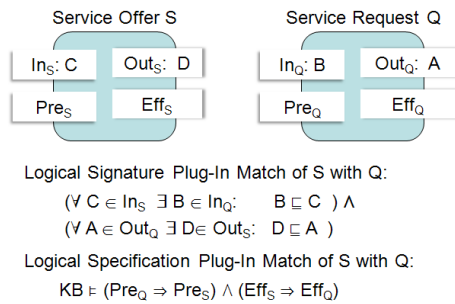 Service Offer S
Service Request Q
In_S: C
Out_S: D
In_Q: B
Out_Q: A
Pre_S
Eff_S
Pre_Q
Eff_Q
Logical Signature Plug-In Match of S with Q:
(∀ C ∈ In_S ∃ B ∈ In_Q: B ⊑ C ) ∧
(∀ A ∈ Out_Q ∃ D ∈ Out_S: D ⊑ A )
Logical Specification Plug-In Match of S with Q:
KB ⊨ (Pre_Q ⇒ Pre_S) ∧ (Eff_S ⇒ Eff_Q)